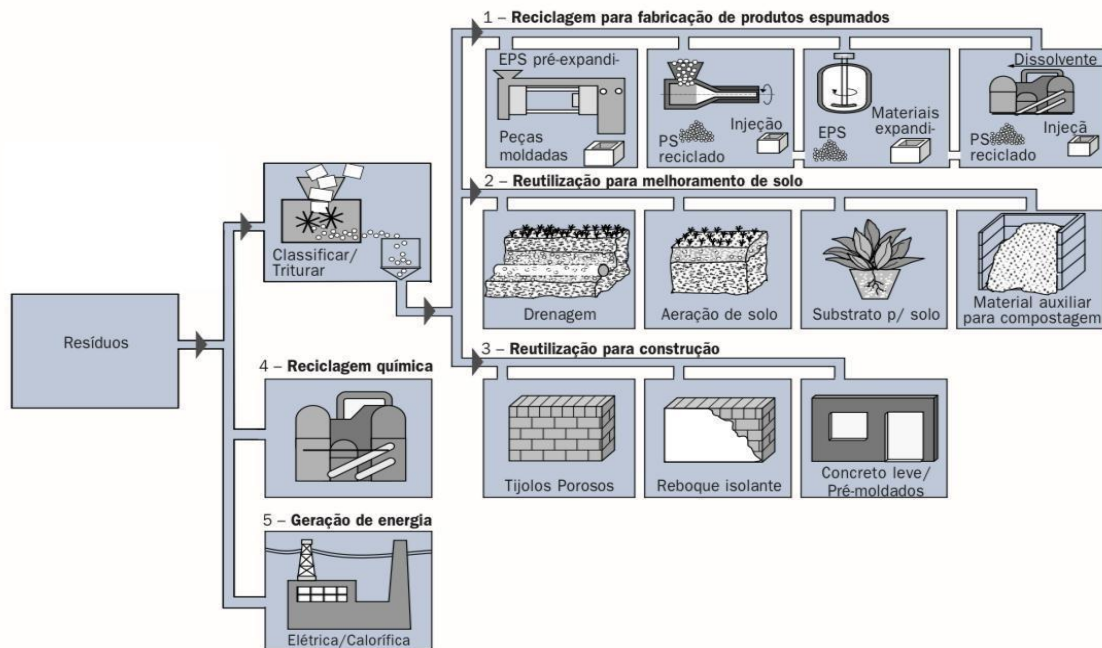 1 – Reciclagem para fabricação de produtos espumados
EPS pré-expandi-
Peças
moldadas
PS
reciclado
Injeção
EPS
Materiais
expandi-
Dissolvente
PS
reciclado
Injeçã
Classificar/
Triturar
2 – Reutilização para melhoramento de solo
Drenagem
Aeração de solo
Substrato p/ solo
Material auxiliar
para compostagem
Resíduos
3 – Reutilização para construção
Tijolos Porosos
Reboque isolante
Concreto leve/
Pré-moldados
4 – Reciclagem química
5 – Geração de energia
Elétrica/Calorífica